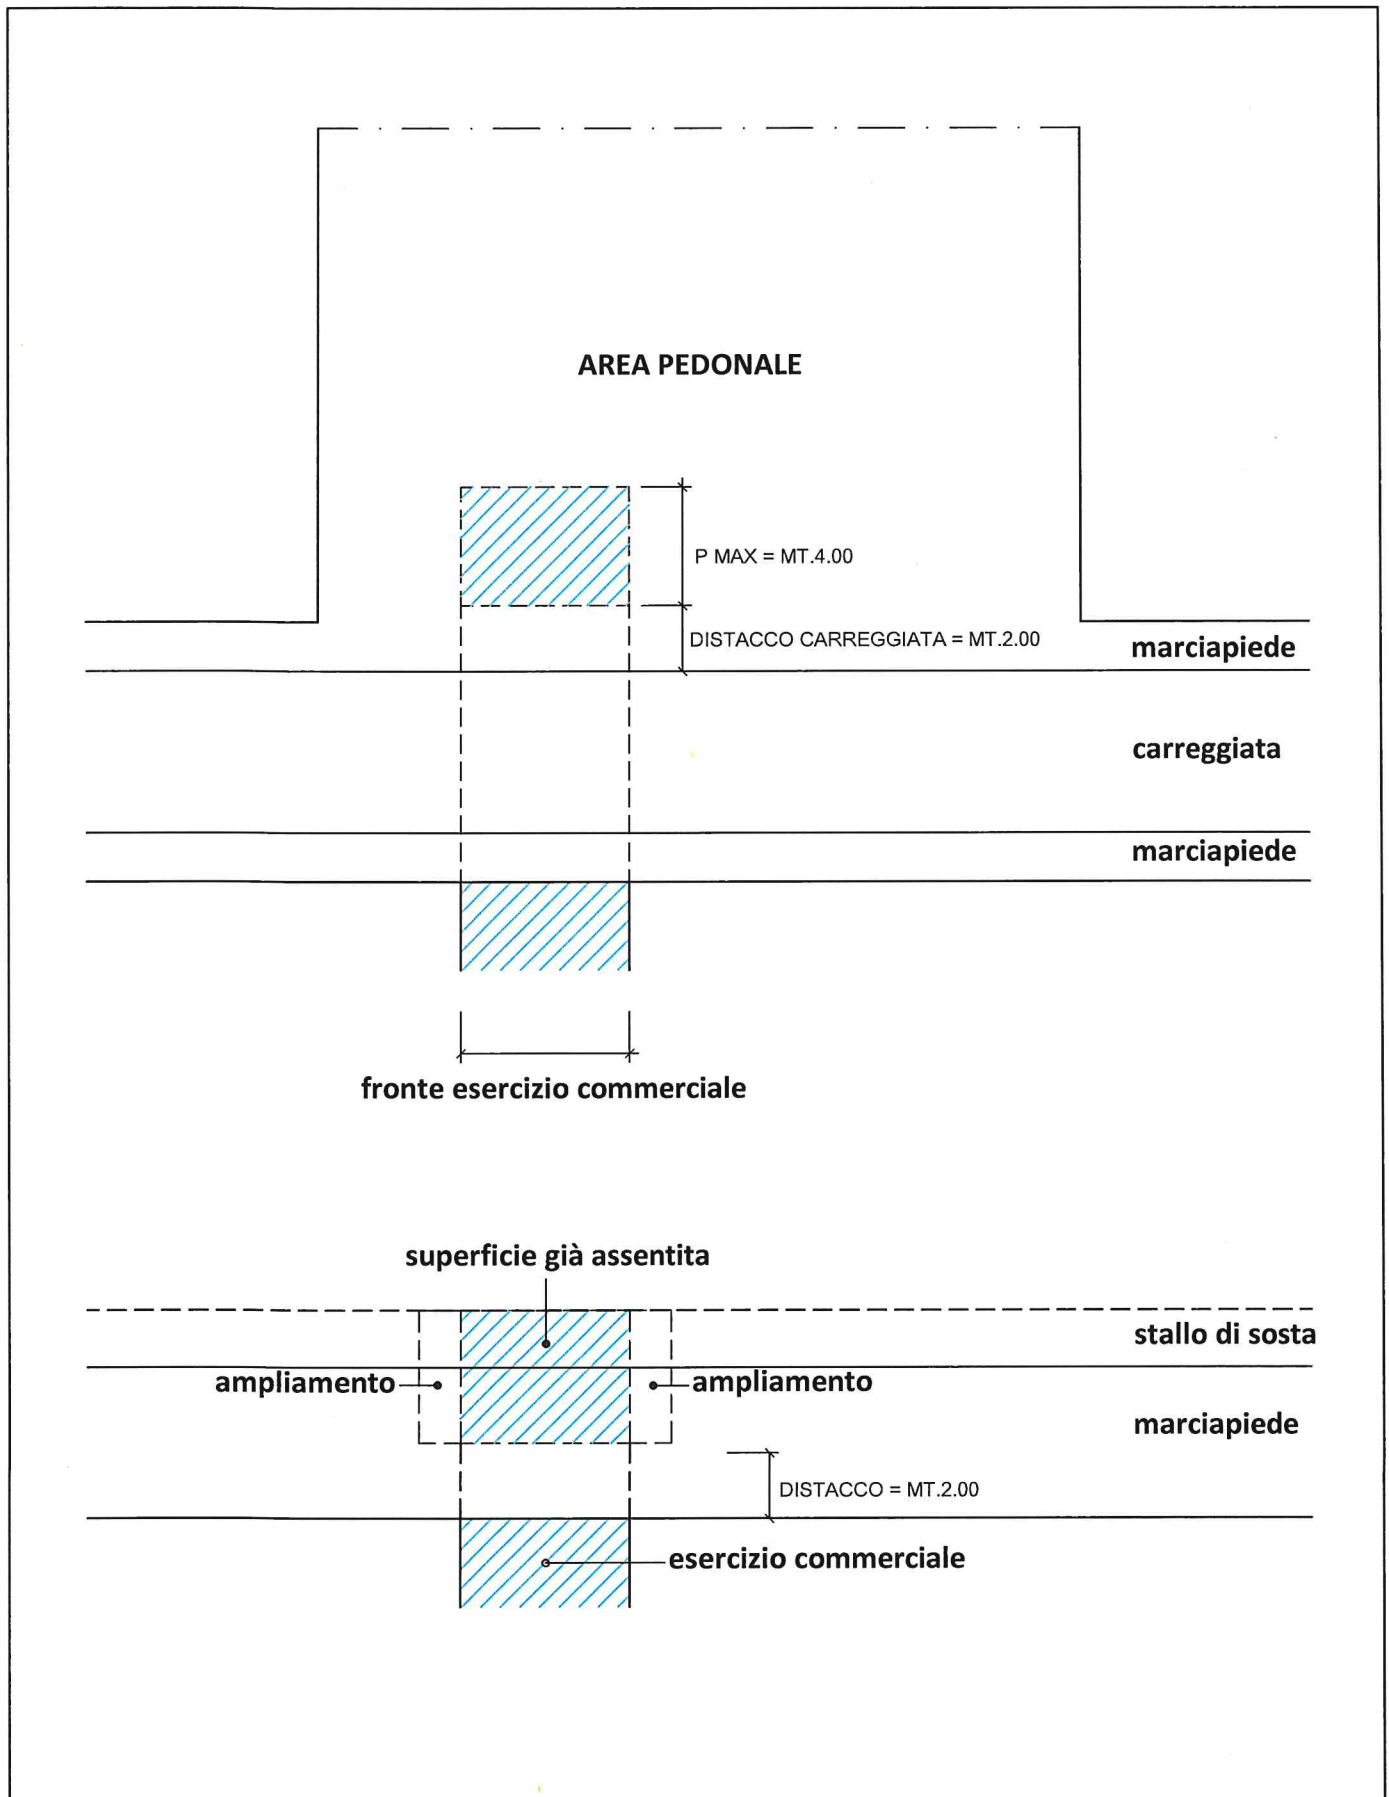 AREA PEDONALE
P MAX = MT.4.00
DISTACCO CARREGGIATA = MT.2.00
marciapiede
carreggiata
marciapiede
fronte esercizio commerciale
superficie già assentita
stallo di sosta
ampliamento
ampliamento
marciapiede
DISTACCO = MT.2.00
esercizio commerciale